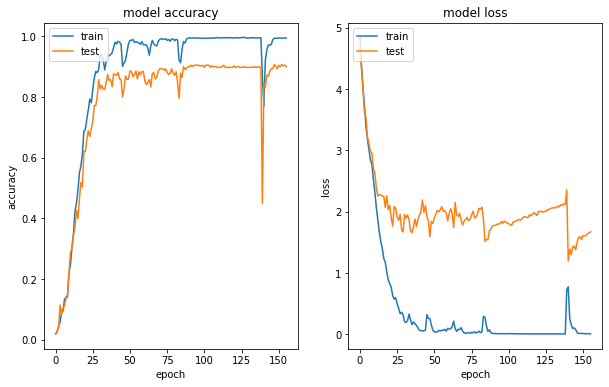 model accuracy
train
test
1.0
0.8
0.6
0.4
0.2
0.0
accuracy
0 25 50 75 100 125 150
epoch
model loss
train
test
5
4
3
2
1
0
loss
0 25 50 75 100 125 150
epoch